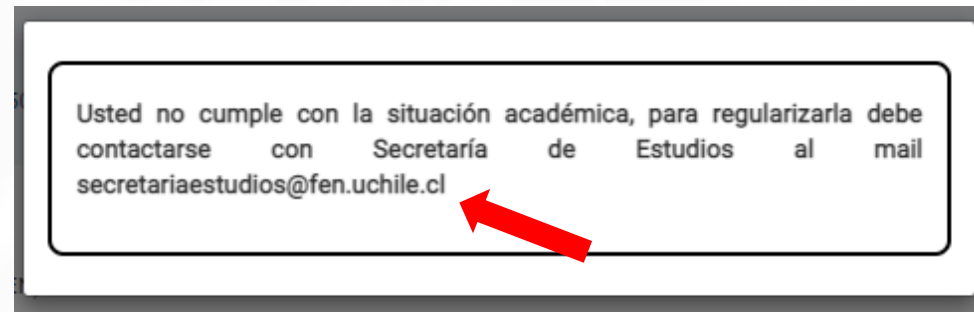 Usted no cumple con la situación académica, para regularizarla debe
contactarse con Secretaría de Estudios al mail
secretariaestudios@fen.uchile.cl